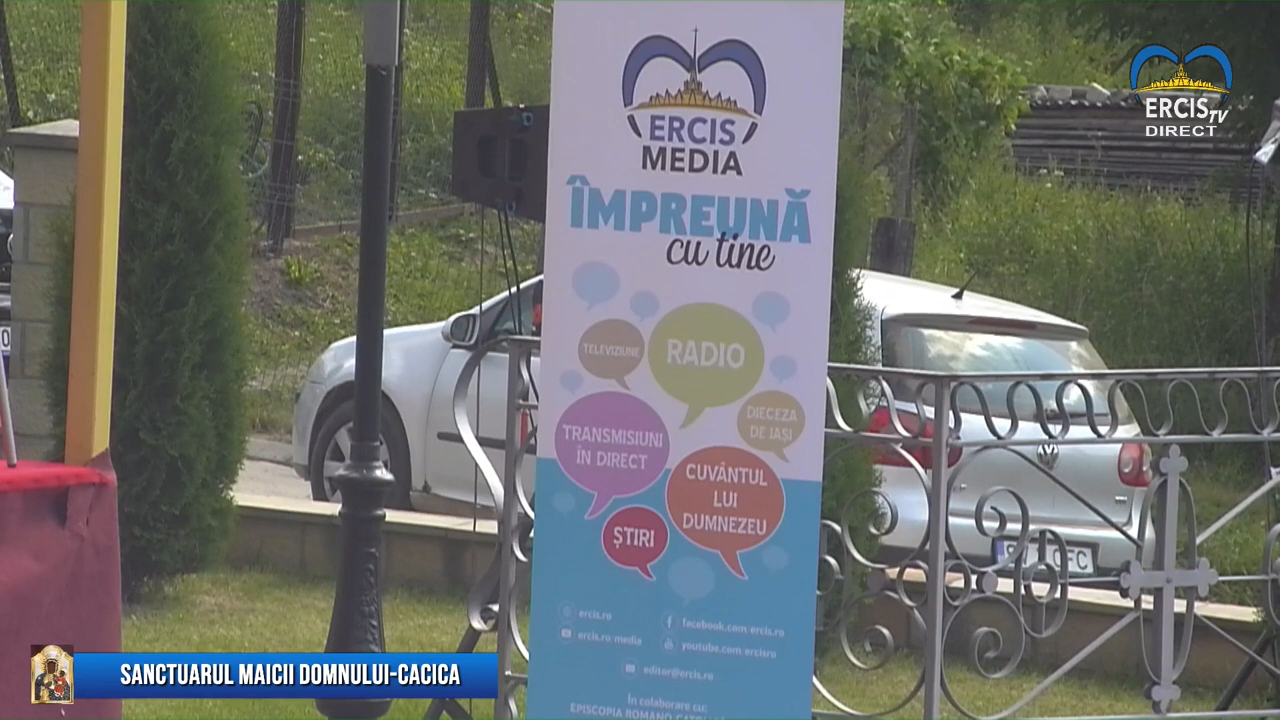 ERCIS TV
DIRECT
ERCIS
MEDIA
ÎMPREUNĂ
cu tine
TELEVIZIUNE
RADIO
DIECEZA
DE IAȘI
TRANSMISIUNI
ÎN DIRECT
CUVÂNTUL
LUI
DUMNEZEU
ȘTIRI
ercis.ro
facebook.com/ercis.ro
ercis.ro/media
youtube.com/ercisro
editor@ercis.ro
În colaborare cu:
EPISCOPIA ROMANO
SANCTUARUL MAICII DOMNULUI-CACICA